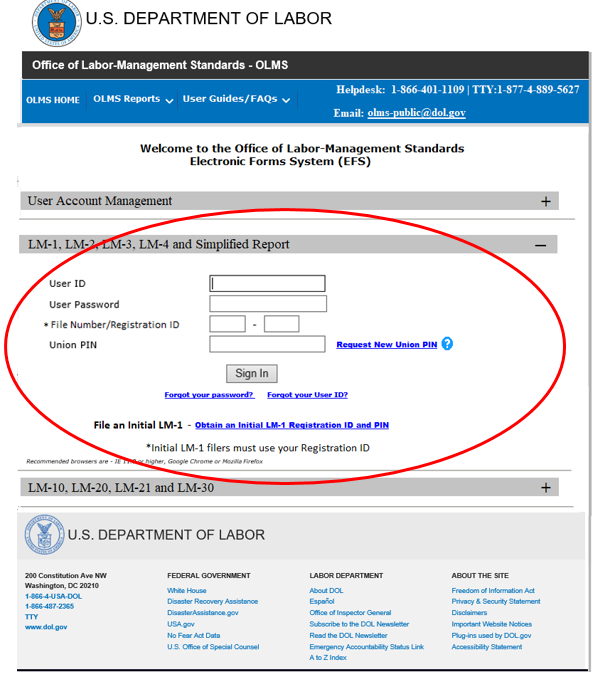 U.S. DEPARTMENT OF LABOR
Office of Labor-Management Standards - OLMS
OLMS HOME OLMS Reports User Guides/FAQs
Helpdesk: 1-866-401-1109 | TTY:1-877-4-889-5627
Email: olms-public@dol.gov
Welcome to the Office of Labor-Management Standards
Electronic Forms System (EFS)
User Account Management +
LM-1, LM-2, LM-3, LM-4 and Simplified Report —
User ID
User Password
* File Number/Registration ID -
Union PIN Request New Union PIN ?
Sign In
Forgot your password? Forgot your User ID?
File an Initial LM-1 - Obtain an Initial LM-1 Registration ID and PIN
*Initial LM-1 filers must use your Registration ID
Recommended browsers are - IE or higher, Google Chrome or Mozilla Firefox
LM-10, LM-20, LM-21 and LM-30 +
U.S. DEPARTMENT OF LABOR
200 Constitution Ave NW
Washington, DC 20210
1-866-4-USA-DOL
1-866-487-2365
TTY
www.dol.gov
FEDERAL GOVERNMENT
White House
Disaster Recovery Assistance
DisasterAssistance.gov
USA.gov
No Fear Act Data
U.S. Office of Special Counsel
LABOR DEPARTMENT
About DOL
Español
Office of Inspector General
Subscribe to the DOL Newsletter
Read the DOL Newsletter
Emergency Accountability Status Link
A to Z Index
ABOUT THE SITE
Freedom of Information Act
Privacy & Security Statement
Disclaimers
Important Website Notices
Plug-ins used by DOL.gov
Accessibility Statement